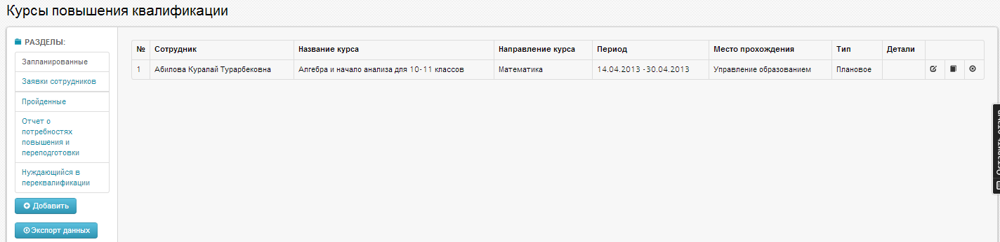 Курсы повышения квалификации
РАЗДЕЛЫ:
Запланированные
Заявки сотрудников
Пройденные
Отчет о
потребностях
повышения и
переподготовки
Нуждающийся в
переквалификации
Добавить
Экспорт данных
№ Сотрудник Название курса Направление курса Период Место прохождения Тип Детали
1 Абилова Куралай Турарбековна Алгебра и начало анализа для 10-11 классов Математика 14.04.2013 -30.04.2013 Управление образованием Плановое